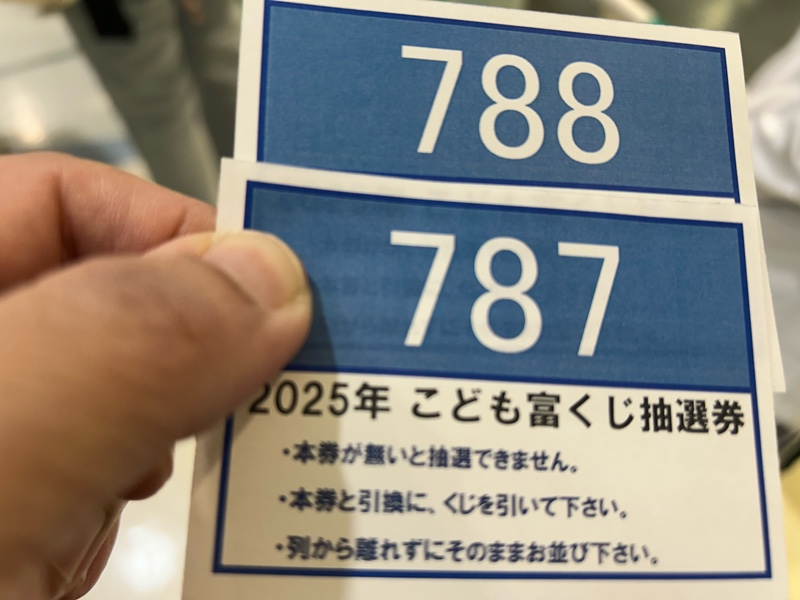 788
787
2025年 こども富くじ抽選券
・本券が無いと抽選できません。
・本券と引換に、くじを引いて下さい。
・列から離れずにそのままお並び下さい。